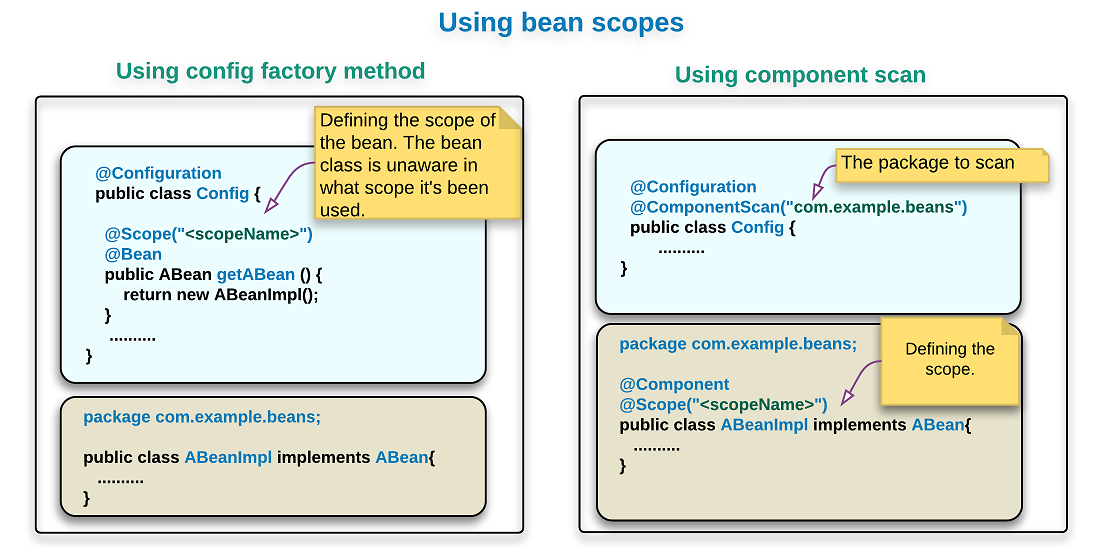 Using bean scopes
Using config factory method
Defining the scope of
the bean. The bean
class is unaware in
what scope it's been
used.
@Configuration
public class Config {
@Scope("<scopeName>")
@Bean
public ABean getABean () {
return new ABeanImpl();
}
..........
}
package com.example.beans;
public class ABeanImpl implements ABean{
..........
}
Using component scan
The package to scan
@Configuration
@ComponentScan("com.example.beans")
public class Config {
..........
}
Defining the
scope.
package com.example.beans;
@Component
@Scope("<scopeName>")
public class ABeanImpl implements ABean{
..........
}